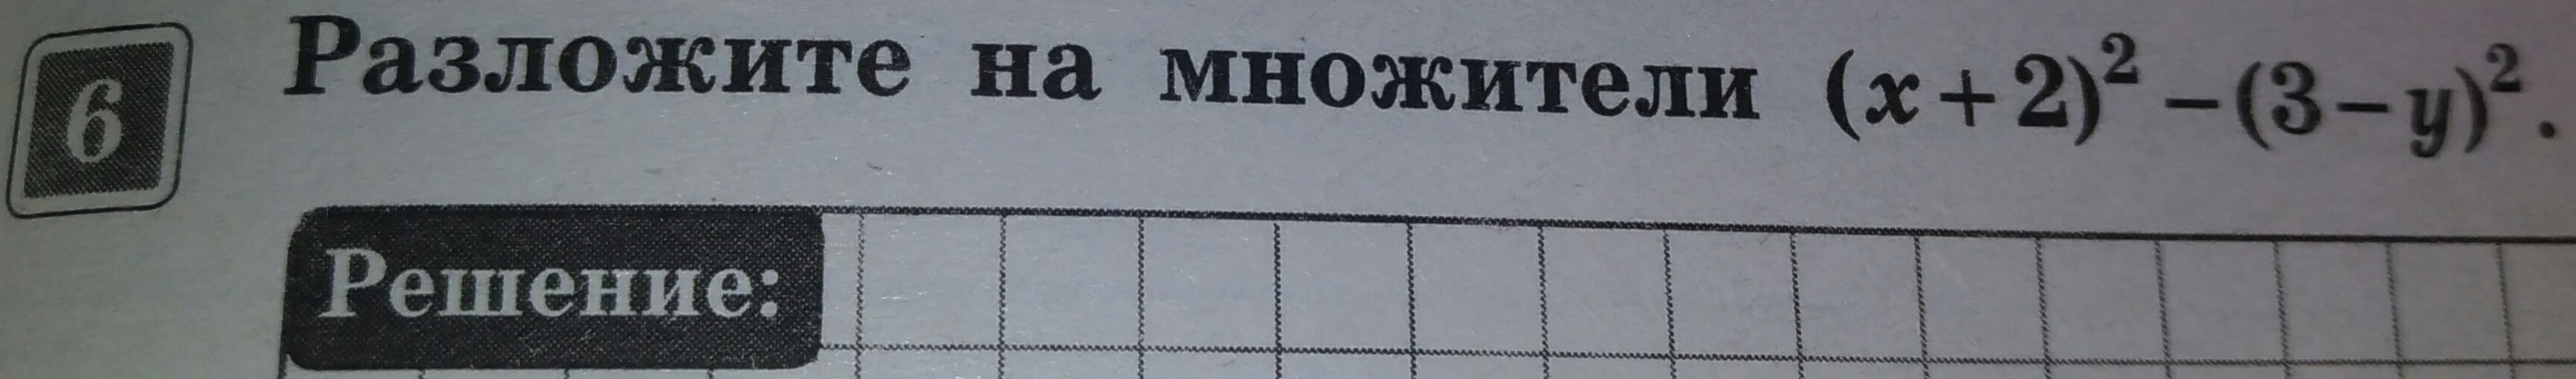 6 Разложите на множители (x+2)² – (3–y)².
Решение: